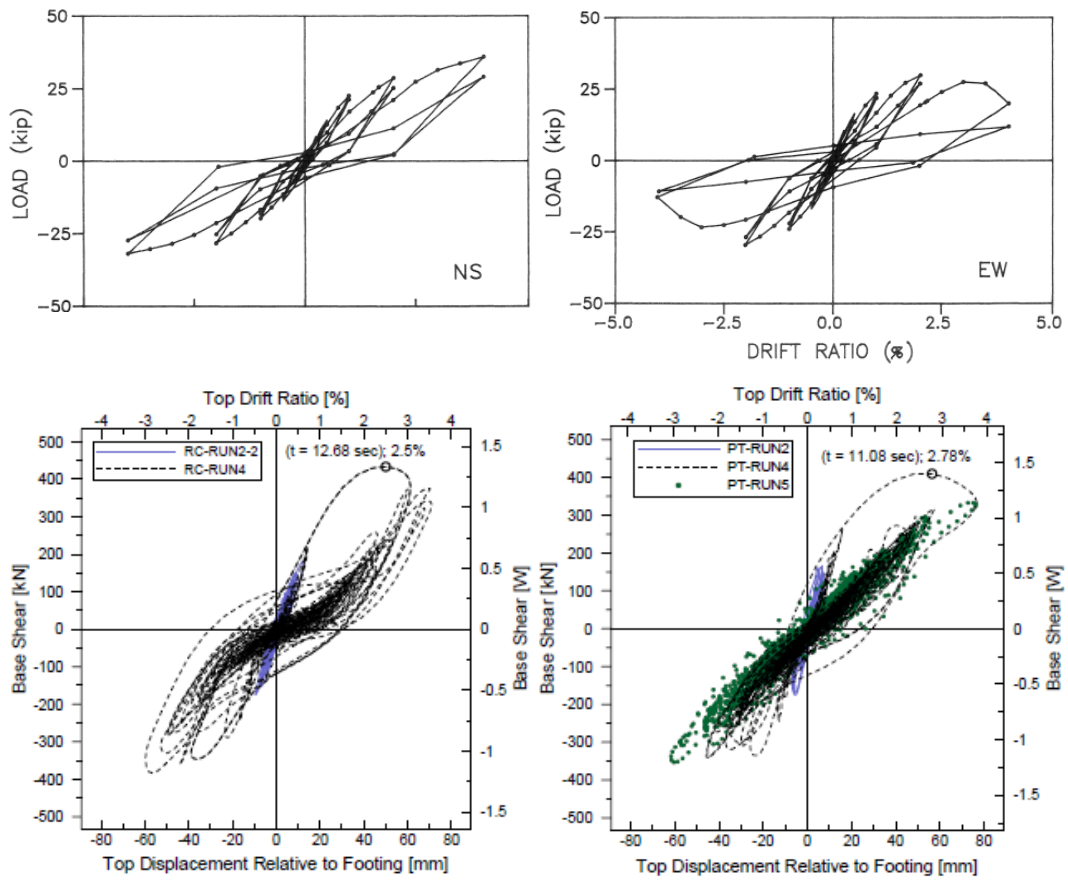 50
25
0
−25
−50
LOAD (kip)
NS
50
25
0
−25
−50
LOAD (kip)
EW
−5.0 −2.5 0.0 2.5 5.0
DRIFT RATIO (%)
Top Drift Ratio [%]
-4 -3 -2 -1 0 1 2 3 4
RC-RUN2-2
RC-RUN4
(t = 12.68 sec); 2.5%
500
400
300
200
100
0
-100
-200
-300
-400
-500
Base Shear [kN]
1.5
1
0.5
0
-0.5
-1
-1.5
Base Shear [W]
-80 -60 -40 -20 0 20 40 60 80
Top Displacement Relative to Footing [mm]
Top Drift Ratio [%]
-4 -3 -2 -1 0 1 2 3 4
PT-RUN2
PT-RUN4
PT-RUN5
(t = 11.08 sec); 2.78%
500
400
300
200
100
0
-100
-200
-300
-400
-500
Base Shear [kN]
1.5
1
0.5
0
-0.5
-1
-1.5
Base Shear [W]
-80 -60 -40 -20 0 20 40 60 80
Top Displacement Relative to Footing [mm]